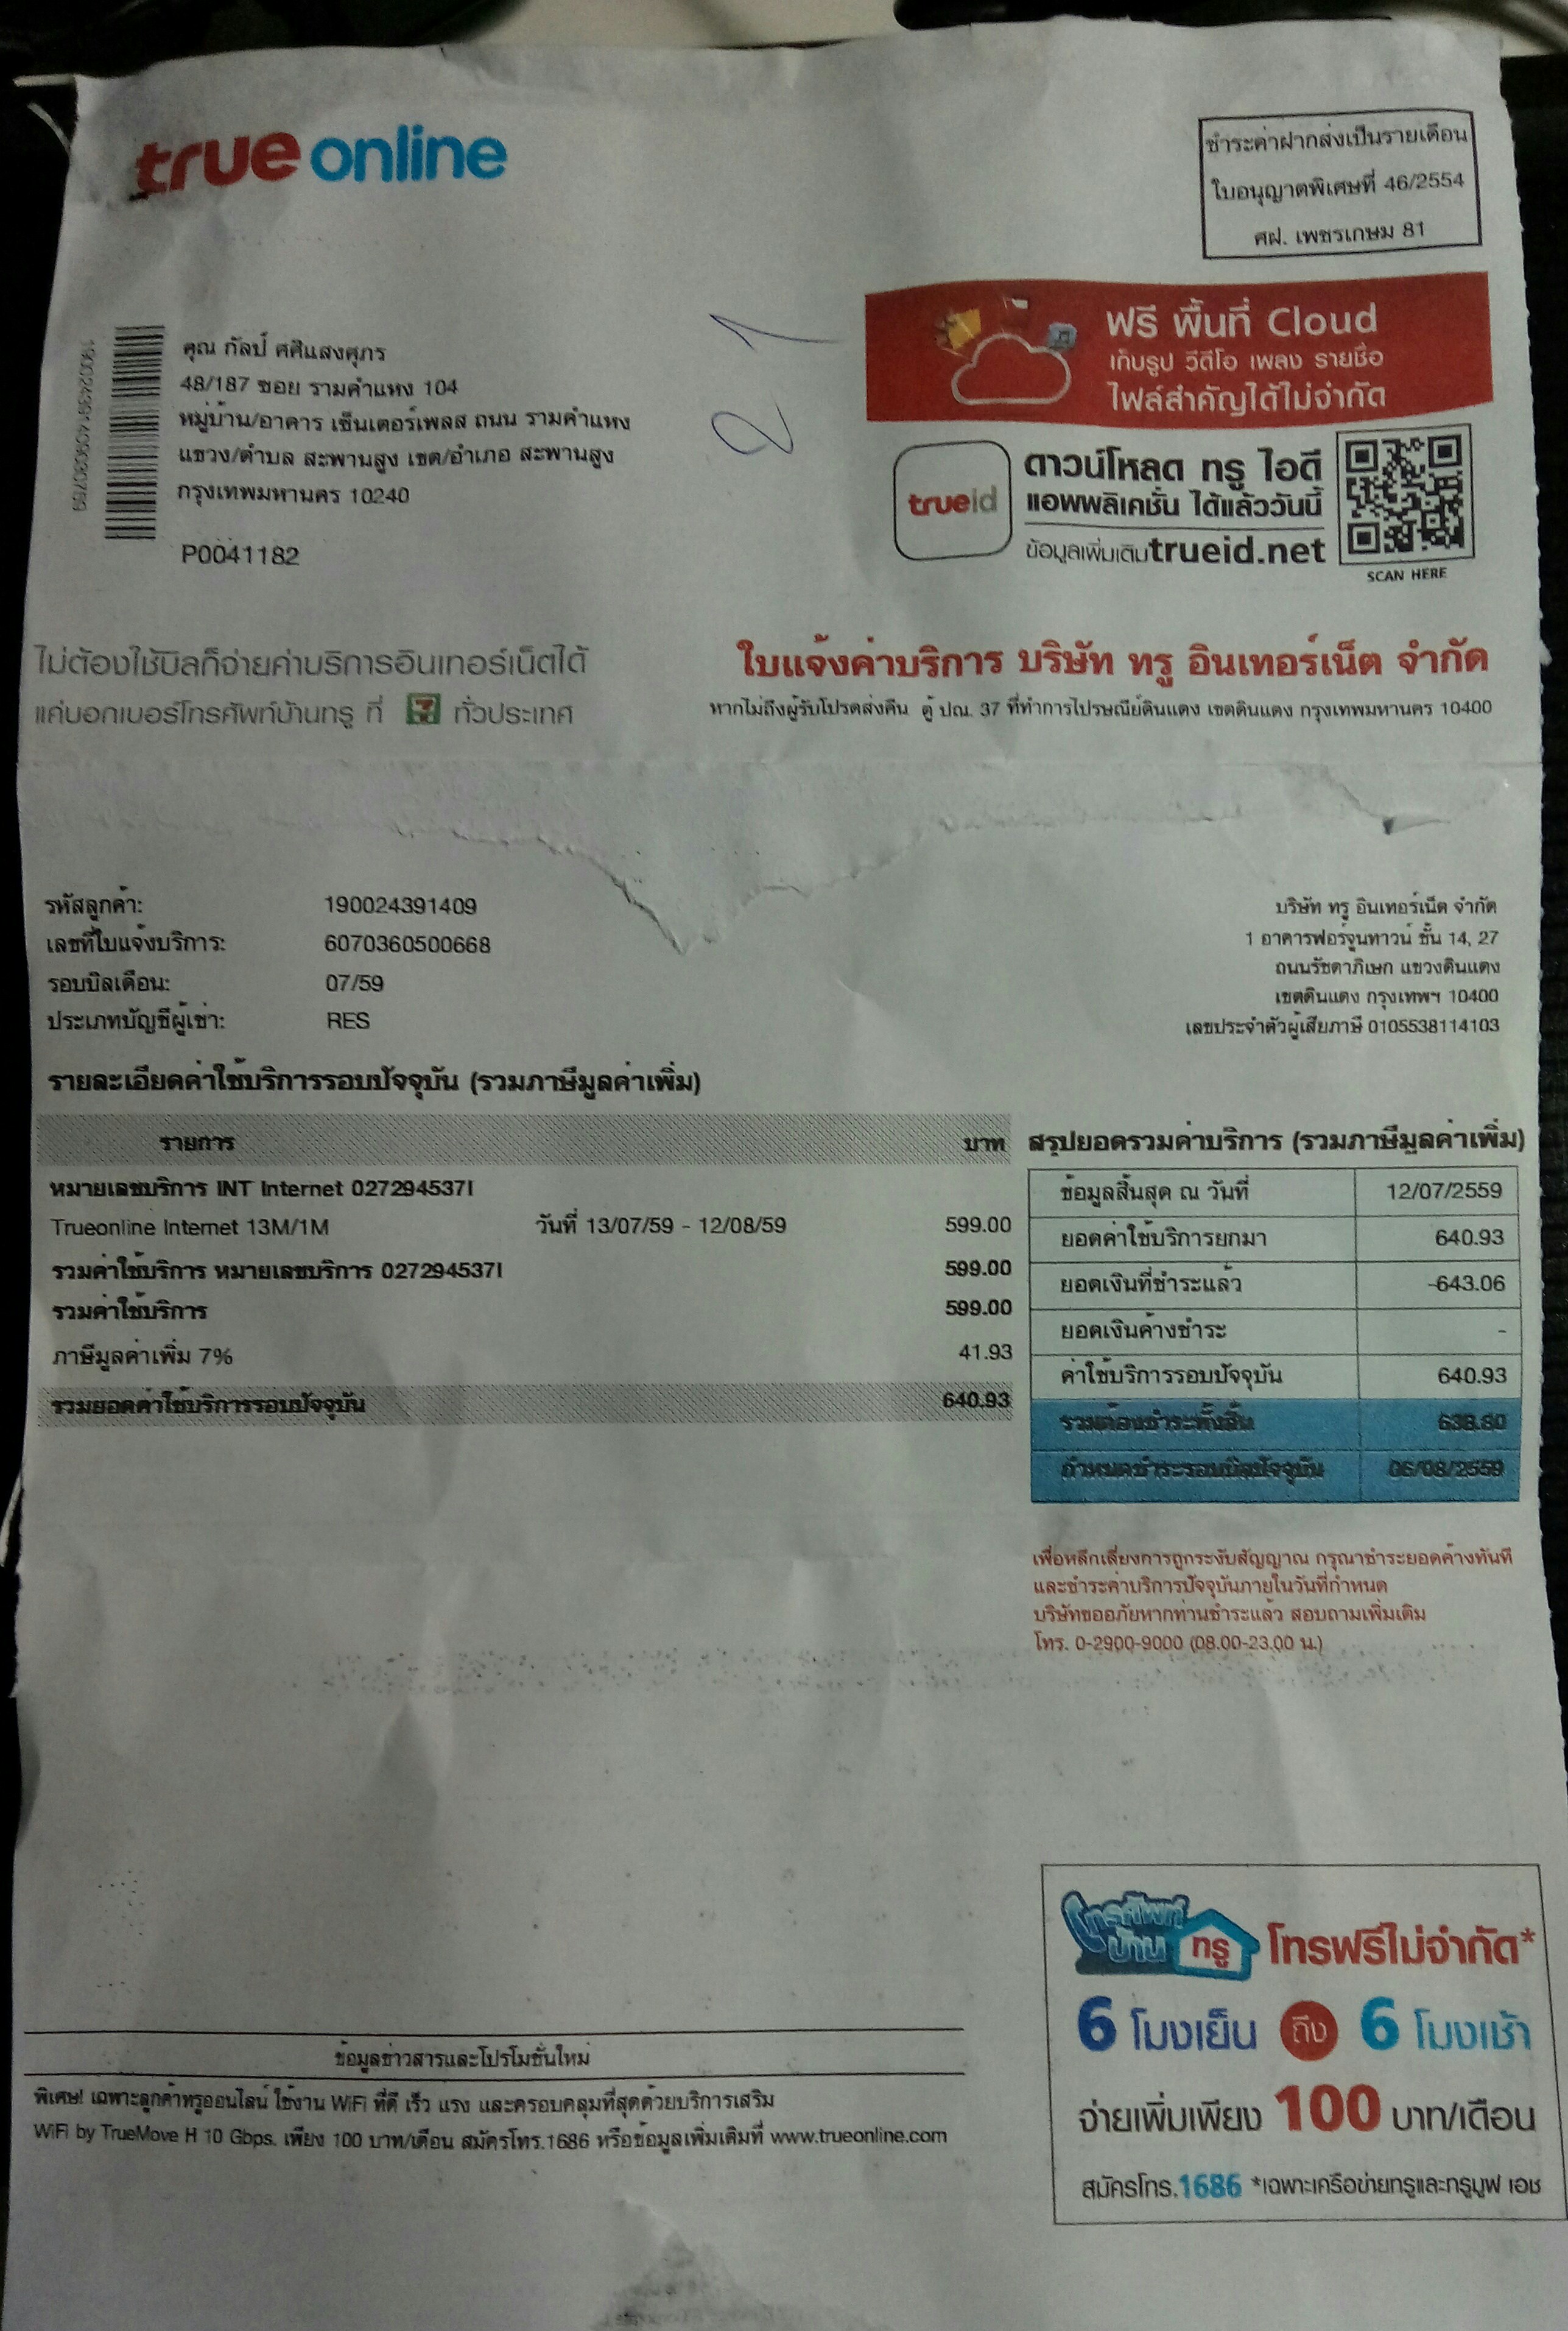 true online
ชำระค่าฝากส่งเป็นรายเดือน
ใบอนุญาตพิเศษที่ 46/2554
ศฝ. เพชรเกษม 81
คุณ กัลป์ ศศิแสงศุภร
48/187 ซอย รามคำแหง 104
หมู่บ้าน/อาคาร เซ็นเตอร์เพลส ถนน รามคำแหง
แขวง/ตำบล สะพานสูง เขต/อำเภอ สะพานสูง
กรุงเทพมหานคร 10240
P0041182
21
ฟรี พื้นที่ Cloud
เก็บรูป วีดีโอ เพลง รายชื่อ
ไฟล์สำคัญได้ไม่จำกัด
trueid
ดาวน์โหลด ทรู ไอดี
แอพพลิเคชั่น ได้แล้ววันนี้
ข้อมูลเพิ่มเติมtrueid.net
SCAN HERE
ไม่ต้องใช้บิลก็จ่ายค่าบริการอินเทอร์เน็ตได้
แค่บอกเบอร์โทรศัพท์บ้านทรู ที่ 7 ทั่วประเทศ
ใบแจ้งค่าบริการ บริษัท ทรู อินเทอร์เน็ต จำกัด
หากไม่ถึงผู้รับโปรดส่งคืน ตู้ ปณ. 37 ที่ทำการไปรษณีย์ดินแดง เขตดินแดง กรุงเทพมหานคร 10400
รหัสลูกค้า: 190024391409
เลขที่ใบแจ้งบริการ: 6070360500668
รอบบิลเดือน: 07/59
ประเภทบัญชีผู้เช่า: RES
บริษัท ทรู อินเทอร์เน็ต จำกัด
1 อาคารฟอร์จูนทาวน์ ชั้น 14, 27
ถนนรัชดาภิเษก แขวงดินแดง
เขตดินแดง กรุงเทพฯ 10400
เลขประจำตัวผู้เสียภาษี 0105538114103
รายละเอียดค่าใช้บริการรอบปัจจุบัน (รวมภาษีมูลค่าเพิ่ม)
รายการ บาท
หมายเลขบริการ INT Internet 027294537I
Trueonline Internet 13M/1M วันที่ 13/07/59 - 12/08/59 599.00
รวมค่าใช้บริการ หมายเลขบริการ 027294537I 599.00
รวมค่าใช้บริการ 599.00
ภาษีมูลค่าเพิ่ม 7% 41.93
รวมยอดค่าใช้บริการรอบปัจจุบัน 640.93
สรุปยอดรวมค่าบริการ (รวมภาษีมูลค่าเพิ่ม)
ข้อมูลสิ้นสุด ณ วันที่ 12/07/2559
ยอดค่าใช้บริการยกมา 640.93
ยอดเงินที่ชำระแล้ว -643.06
ยอดเงินค้างชำระ -
ค่าใช้บริการรอบปัจจุบัน 640.93
รวมต้องชำระทั้งสิ้น 638.80
กำหนดชำระรอบบิลปัจจุบัน 06/08/2559
เพื่อหลีกเลี่ยงการถูกระงับสัญญาณ กรุณาชำระยอดค้างทันที
และชำระค่าบริการปัจจุบันภายในวันที่กำหนด
บริษัทขออภัยหากท่านชำระแล้ว สอบถามเพิ่มเติม
โทร. 0-2900-9000 (08.00-23.00 น.)
ข้อมูลข่าวสารและโปรโมชั่นใหม่
พิเศษ! เฉพาะลูกค้าทรูออนไลน์ ใช้งาน WiFi ที่ดี เร็ว แรง และครอบคลุมที่สุดด้วยบริการเสริม
WiFi by TrueMove H 10 Gbps. เพียง 100 บาท/เดือน สมัครโทร.1686 หรือข้อมูลเพิ่มเติมที่ www.trueonline.com
โทรศัพท์
บ้าน ทรู โทรฟรีไม่จำกัด*
6 โมงเย็น ถึง 6 โมงเช้า
จ่ายเพิ่มเพียง 100 บาท/เดือน
สมัครโทร.1686 *เฉพาะเครือข่ายทรูและทรูมูฟ เอช